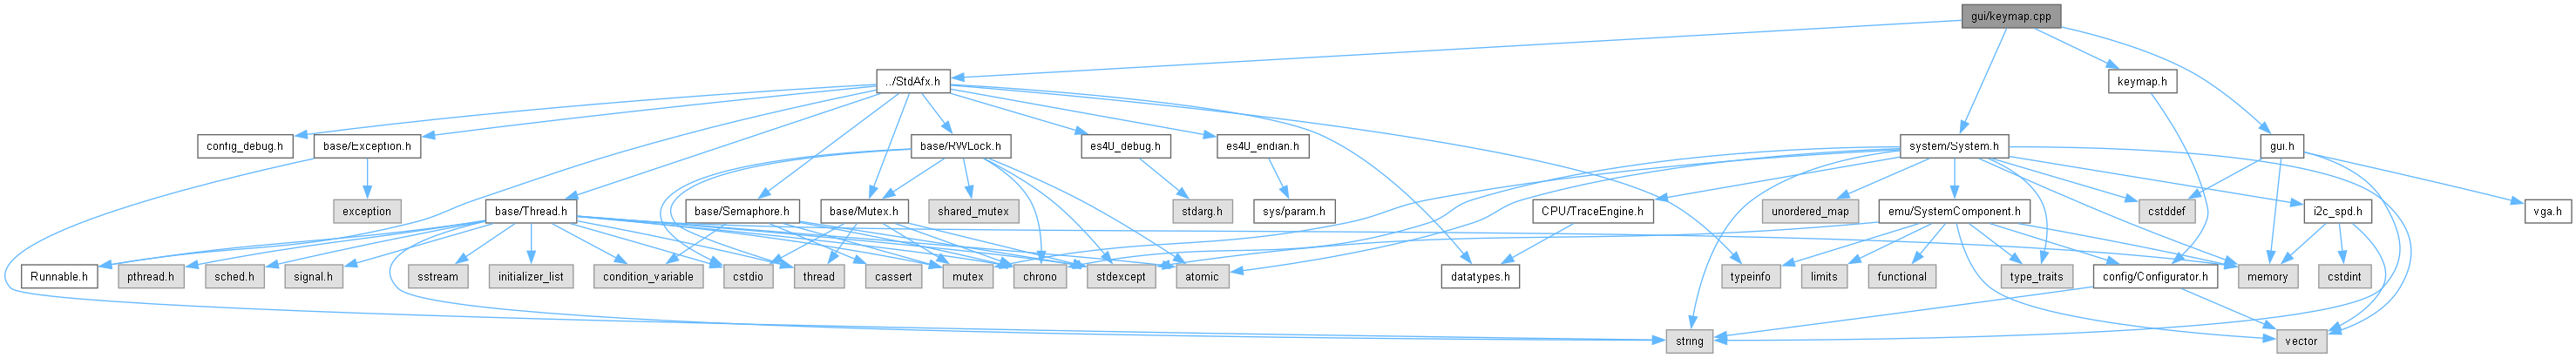 gui/keymap.cpp
../StdAfx.h
keymap.h
config_debug.h
base/Exception.h
base/RWLock.h
es40_debug.h
es40_endian.h
system/System.h
gui.h
exception
base/Thread.h
base/Semaphore.h
base/Mutex.h
shared_mutex
stdarg.h
sys/param.h
CPU/TraceEngine.h
unordered_map
emu/SystemComponent.h
cstddef
i2c_spd.h
vga.h
Runnable.h
pthread.h
sched.h
signal.h
sstream
initializer_list
condition_variable
cstdio
thread
cassert
mutex
chrono
stdexcept
atomic
datatypes.h
typeinfo
limits
functional
type_traits
config/Configurator.h
memory
cstdint
string
vector